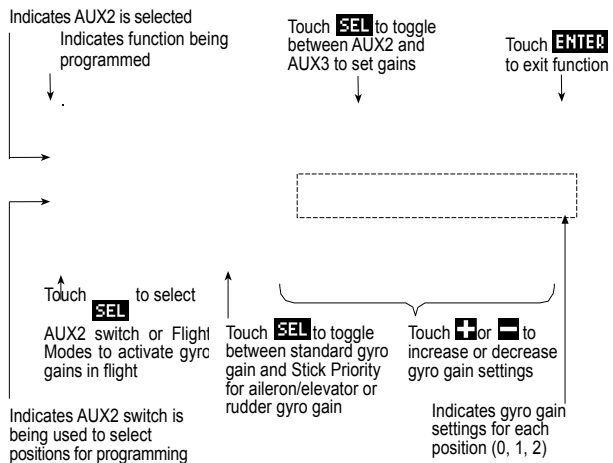 Indicates AUX2 is selected
Indicates function being
programmed
Touch SEL to toggle
between AUX2 and
AUX3 to set gains
Touch ENTER
to exit function
Touch SEL to select
AUX2 switch or Flight
Modes to activate gyro
gains in flight
Touch SEL to toggle
between standard gyro
gain and Stick Priority
for aileron/elevator or
rudder gyro gain
Touch + or - to
increase or decrease
gyro gain settings
Indicates AUX2 switch is
being used to select
positions for programming
Indicates gyro gain
settings for each
position (0, 1, 2)